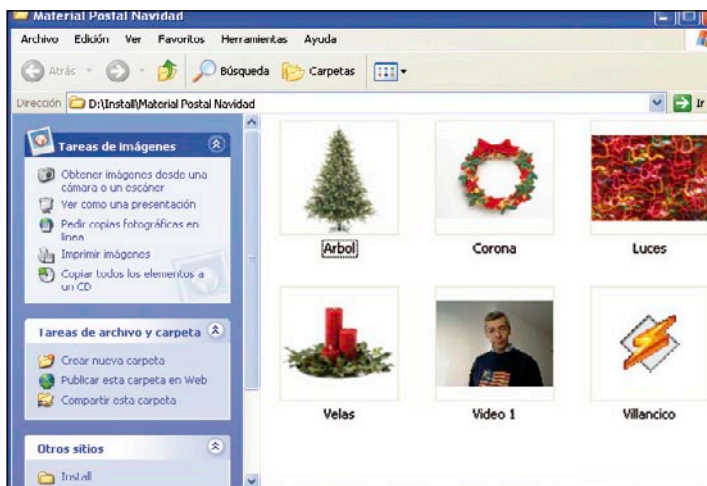 Material Postal Navidad
Archivo Edición Ver Favoritos Herramientas Ayuda
Atrás Búsqueda Carpetas
Dirección D:\Install\Material Postal Navidad Ir
Tareas de imágenes
Obtener imágenes desde una
cámara o un escáner
Ver como una presentación
Pedir copias fotográficas en
línea
Imprimir imágenes
Copiar todos los elementos a
un CD
Tareas de archivo y carpeta
Crear nueva carpeta
Publicar esta carpeta en Web
Compartir esta carpeta
Otros sitios
Install
Arbol Corona Luces
Velas Video 1 Villancico